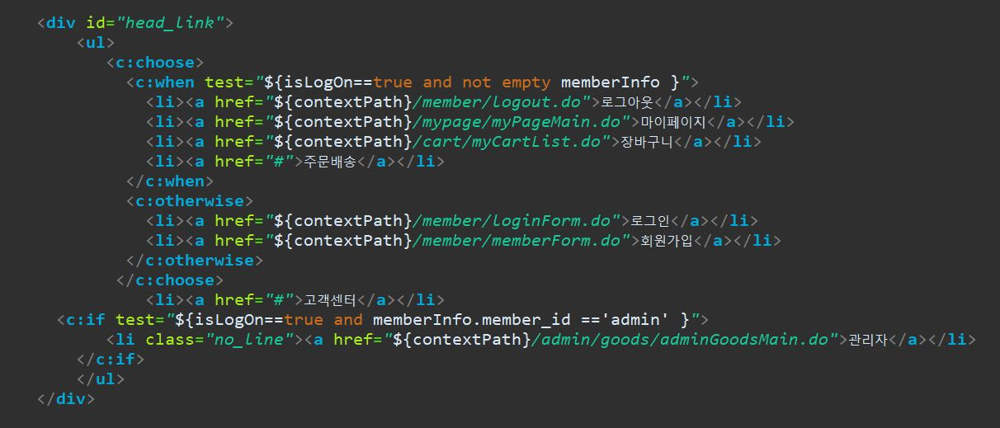 <div id="head_link">
<ul>
<c:choose>
<c:when test="${isLogOn==true and not empty memberInfo }">
<li><a href="${contextPath}/member/logout.do">로그아웃</a></li>
<li><a href="${contextPath}/mypage/myPageMain.do">마이페이지</a></li>
<li><a href="${contextPath}/cart/myCartList.do">장바구니</a></li>
<li><a href="#">주문배송</a></li>
</c:when>
<c:otherwise>
<li><a href="${contextPath}/member/loginForm.do">로그인</a></li>
<li><a href="${contextPath}/member/memberForm.do">회원가입</a></li>
</c:otherwise>
</c:choose>
<li><a href="#">고객센터</a></li>
<c:if test="${isLogOn==true and memberInfo.member_id =='admin' }">
<li class="no_line"><a href="${contextPath}/admin/goods/adminGoodsMain.do">관리자</a></li>
</c:if>
</ul>
</div>